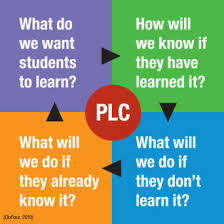 What do
we want
students
to learn?
How will
we know if
they have
learned it?
PLC
What will
we do if
they already
know it?
What will
we do if
they don't
learn it?
(DuFour, 2010)